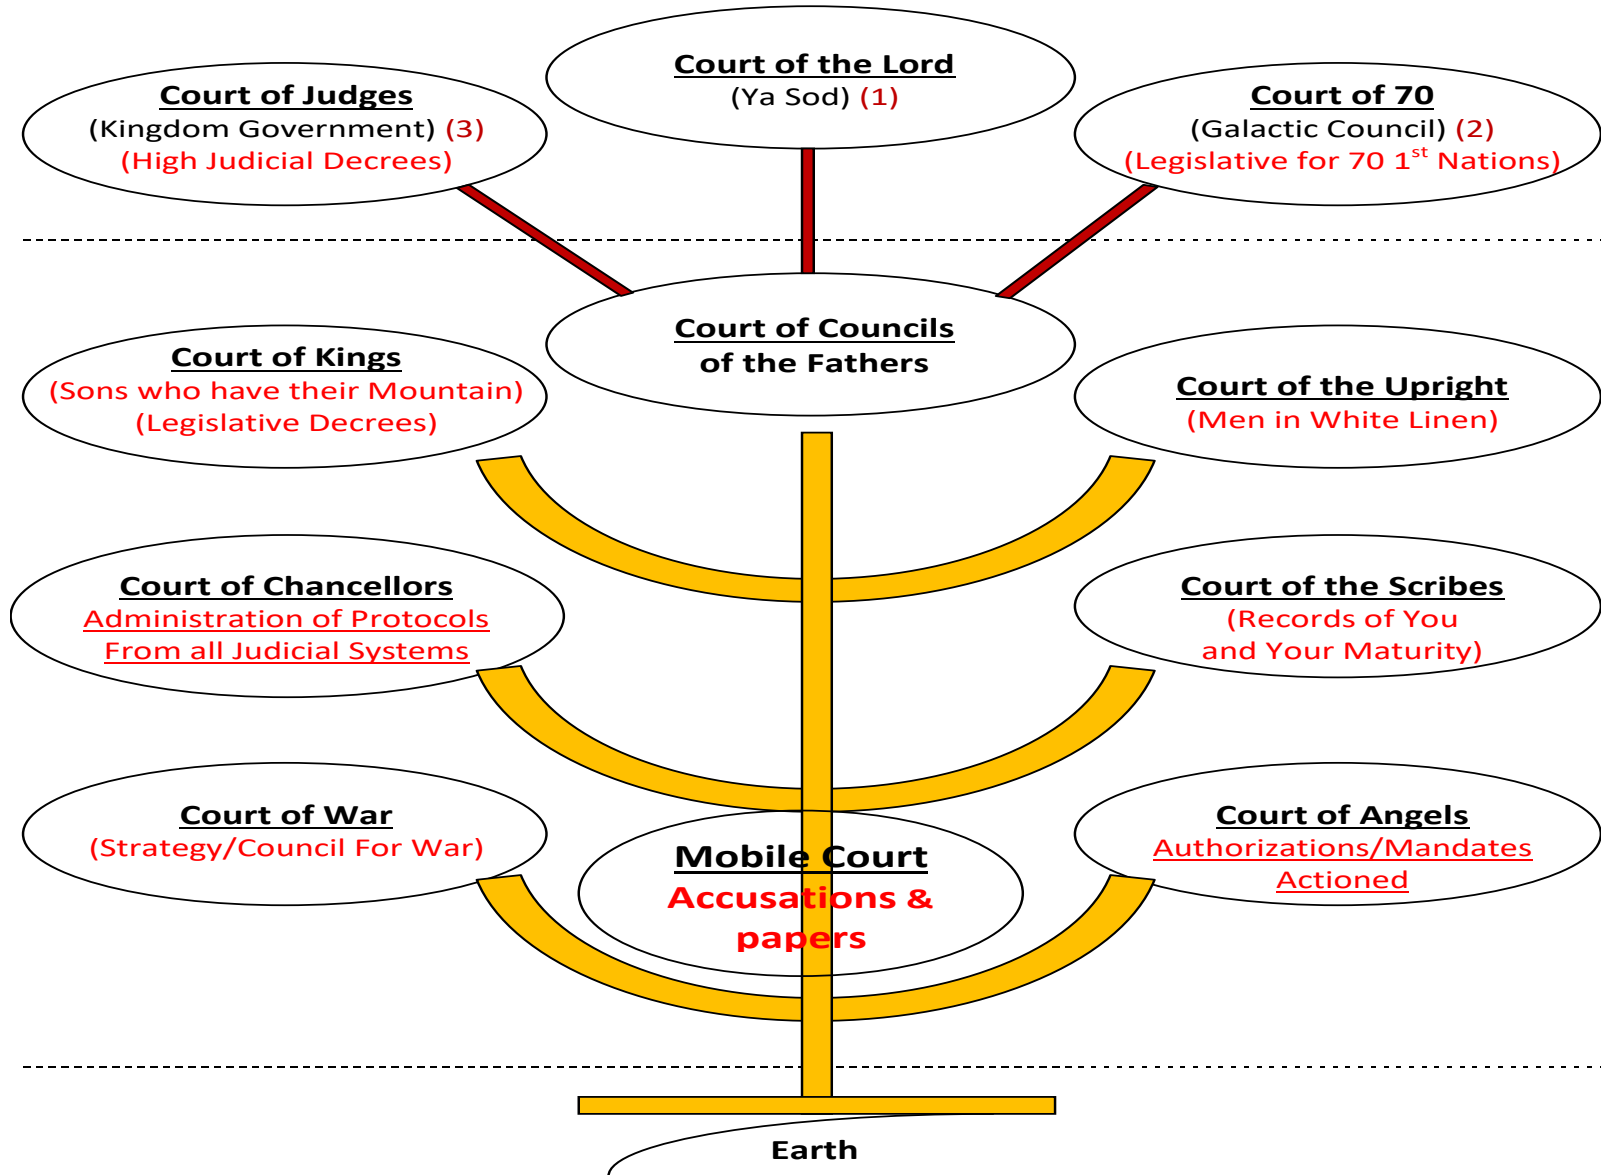 Court of the Lord
(Ya Sod) (1)
Court of Judges
(Kingdom Government) (3)
(High Judicial Decrees)
Court of 70
(Galactic Council) (2)
(Legislative for 70 1st Nations)
Court of Councils
of the Fathers
Court of Kings
(Sons who have their Mountain)
(Legislative Decrees)
Court of the Upright
(Men in White Linen)
Court of Chancellors
Administration of Protocols
From all Judicial Systems
Court of the Scribes
(Records of You
and Your Maturity)
Court of War
(Strategy/Council For War)
Mobile Court
Accusations &
papers
Court of Angels
Authorizations/Mandates
Actioned
Earth